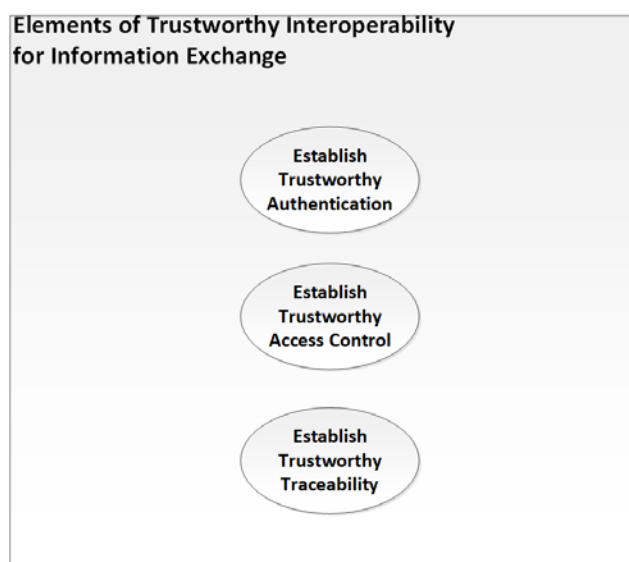 Elements of Trustworthy Interoperability
for Information Exchange
Establish
Trustworthy
Authentication
Establish
Trustworthy
Access Control
Establish
Trustworthy
Traceability